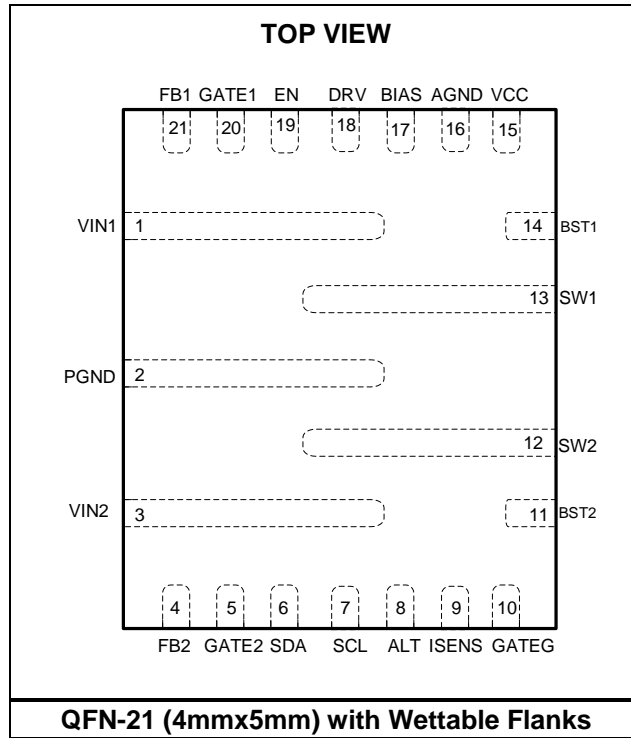 TOP VIEW
FB1 GATE1 EN DRV BIAS AGND VCC
21 20 19 18 17 16 15
VIN1 1 14 BST1
13 SW1
PGND 2
12 SW2
VIN2 3 11 BST2
4 5 6 7 8 9 10
FB2 GATE2 SDA SCL ALT ISENS GATEG
QFN-21 (4mmx5mm) with Wettable Flanks